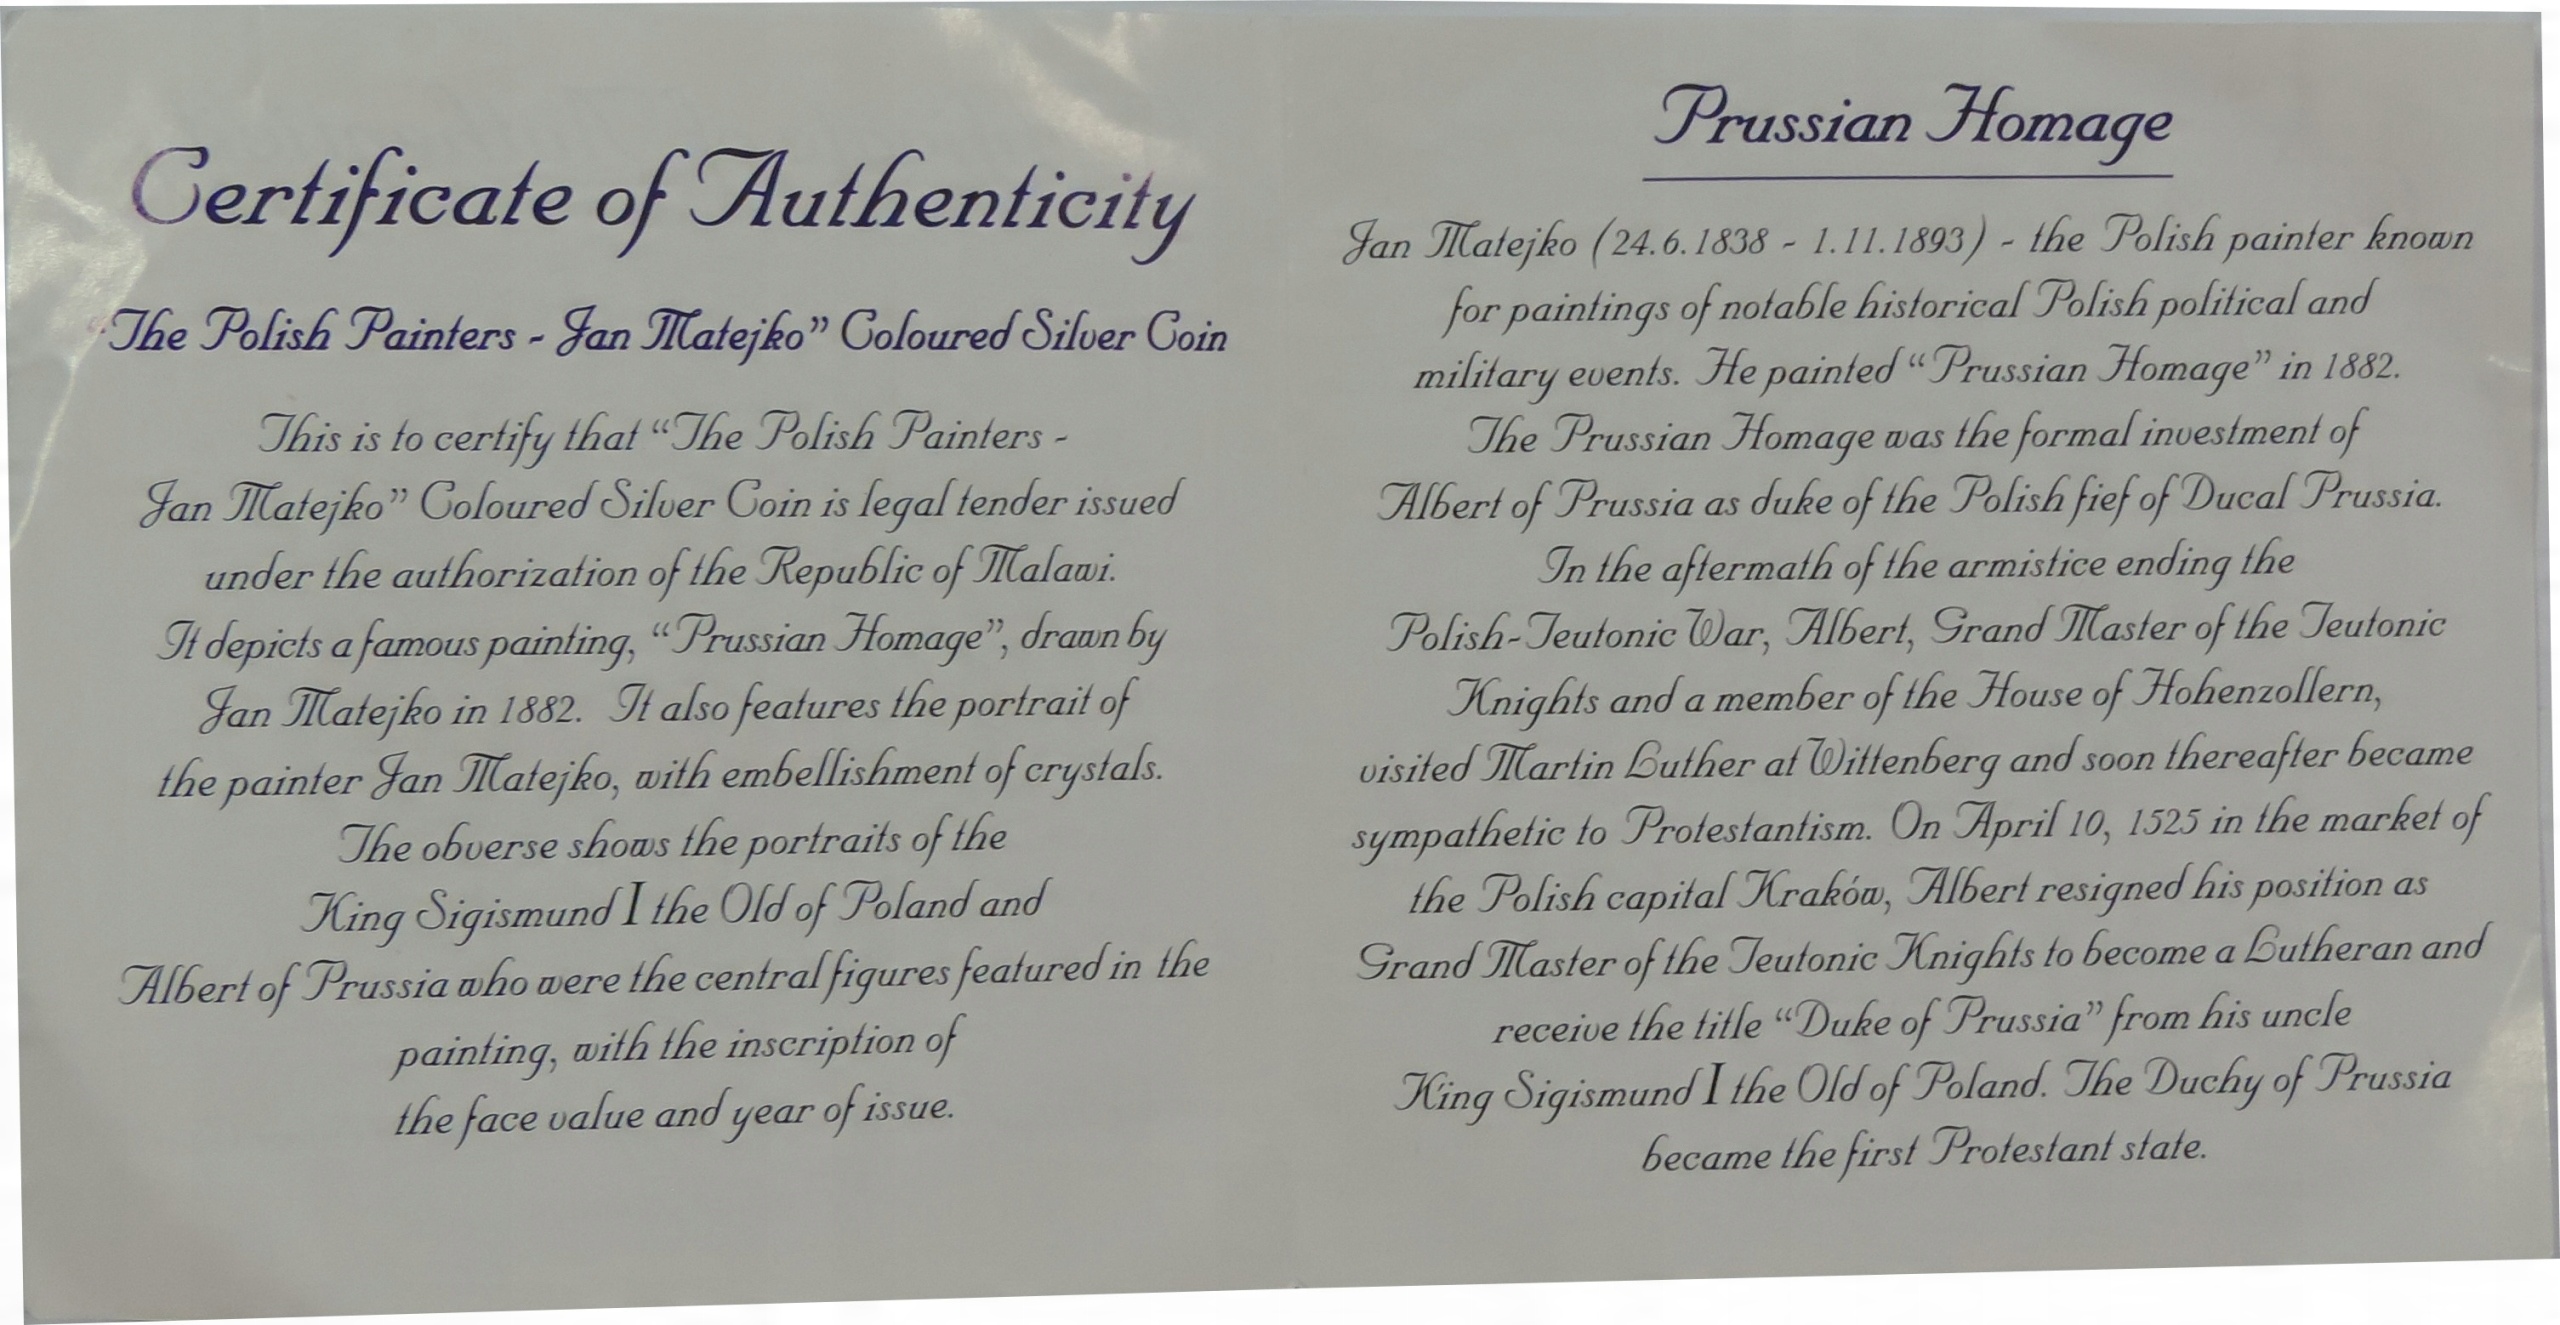 Certificate of Authenticity
"The Polish Painters - Jan Matejko" Coloured Silver Coin
This is to certify that "The Polish Painters -
Jan Matejko" Coloured Silver Coin is legal tender issued
under the authorization of the Republic of Malawi.
It depicts a famous painting, "Prussian Homage", drawn by
Jan Matejko in 1882. It also features the portrait of
the painter Jan Matejko, with embellishment of crystals.
The obverse shows the portraits of the
King Sigismund I the Old of Poland and
Albert of Prussia who were the central figures featured in the
painting, with the inscription of
the face value and year of issue.
Prussian Homage
Jan Matejko (24.6.1838 - 1.11.1893) - the Polish painter known
for paintings of notable historical Polish political and
military events. He painted "Prussian Homage" in 1882.
The Prussian Homage was the formal investment of
Albert of Prussia as duke of the Polish fief of Ducal Prussia.
In the aftermath of the armistice ending the
Polish-Teutonic War, Albert, Grand Master of the Teutonic
Knights and a member of the House of Hohenzollern,
visited Martin Luther at Wittenberg and soon thereafter became
sympathetic to Protestantism. On April 10, 1525 in the market of
the Polish capital Kraków, Albert resigned his position as
Grand Master of the Teutonic Knights to become a Lutheran and
receive the title "Duke of Prussia" from his uncle
King Sigismund I the Old of Poland. The Duchy of Prussia
became the first Protestant state.